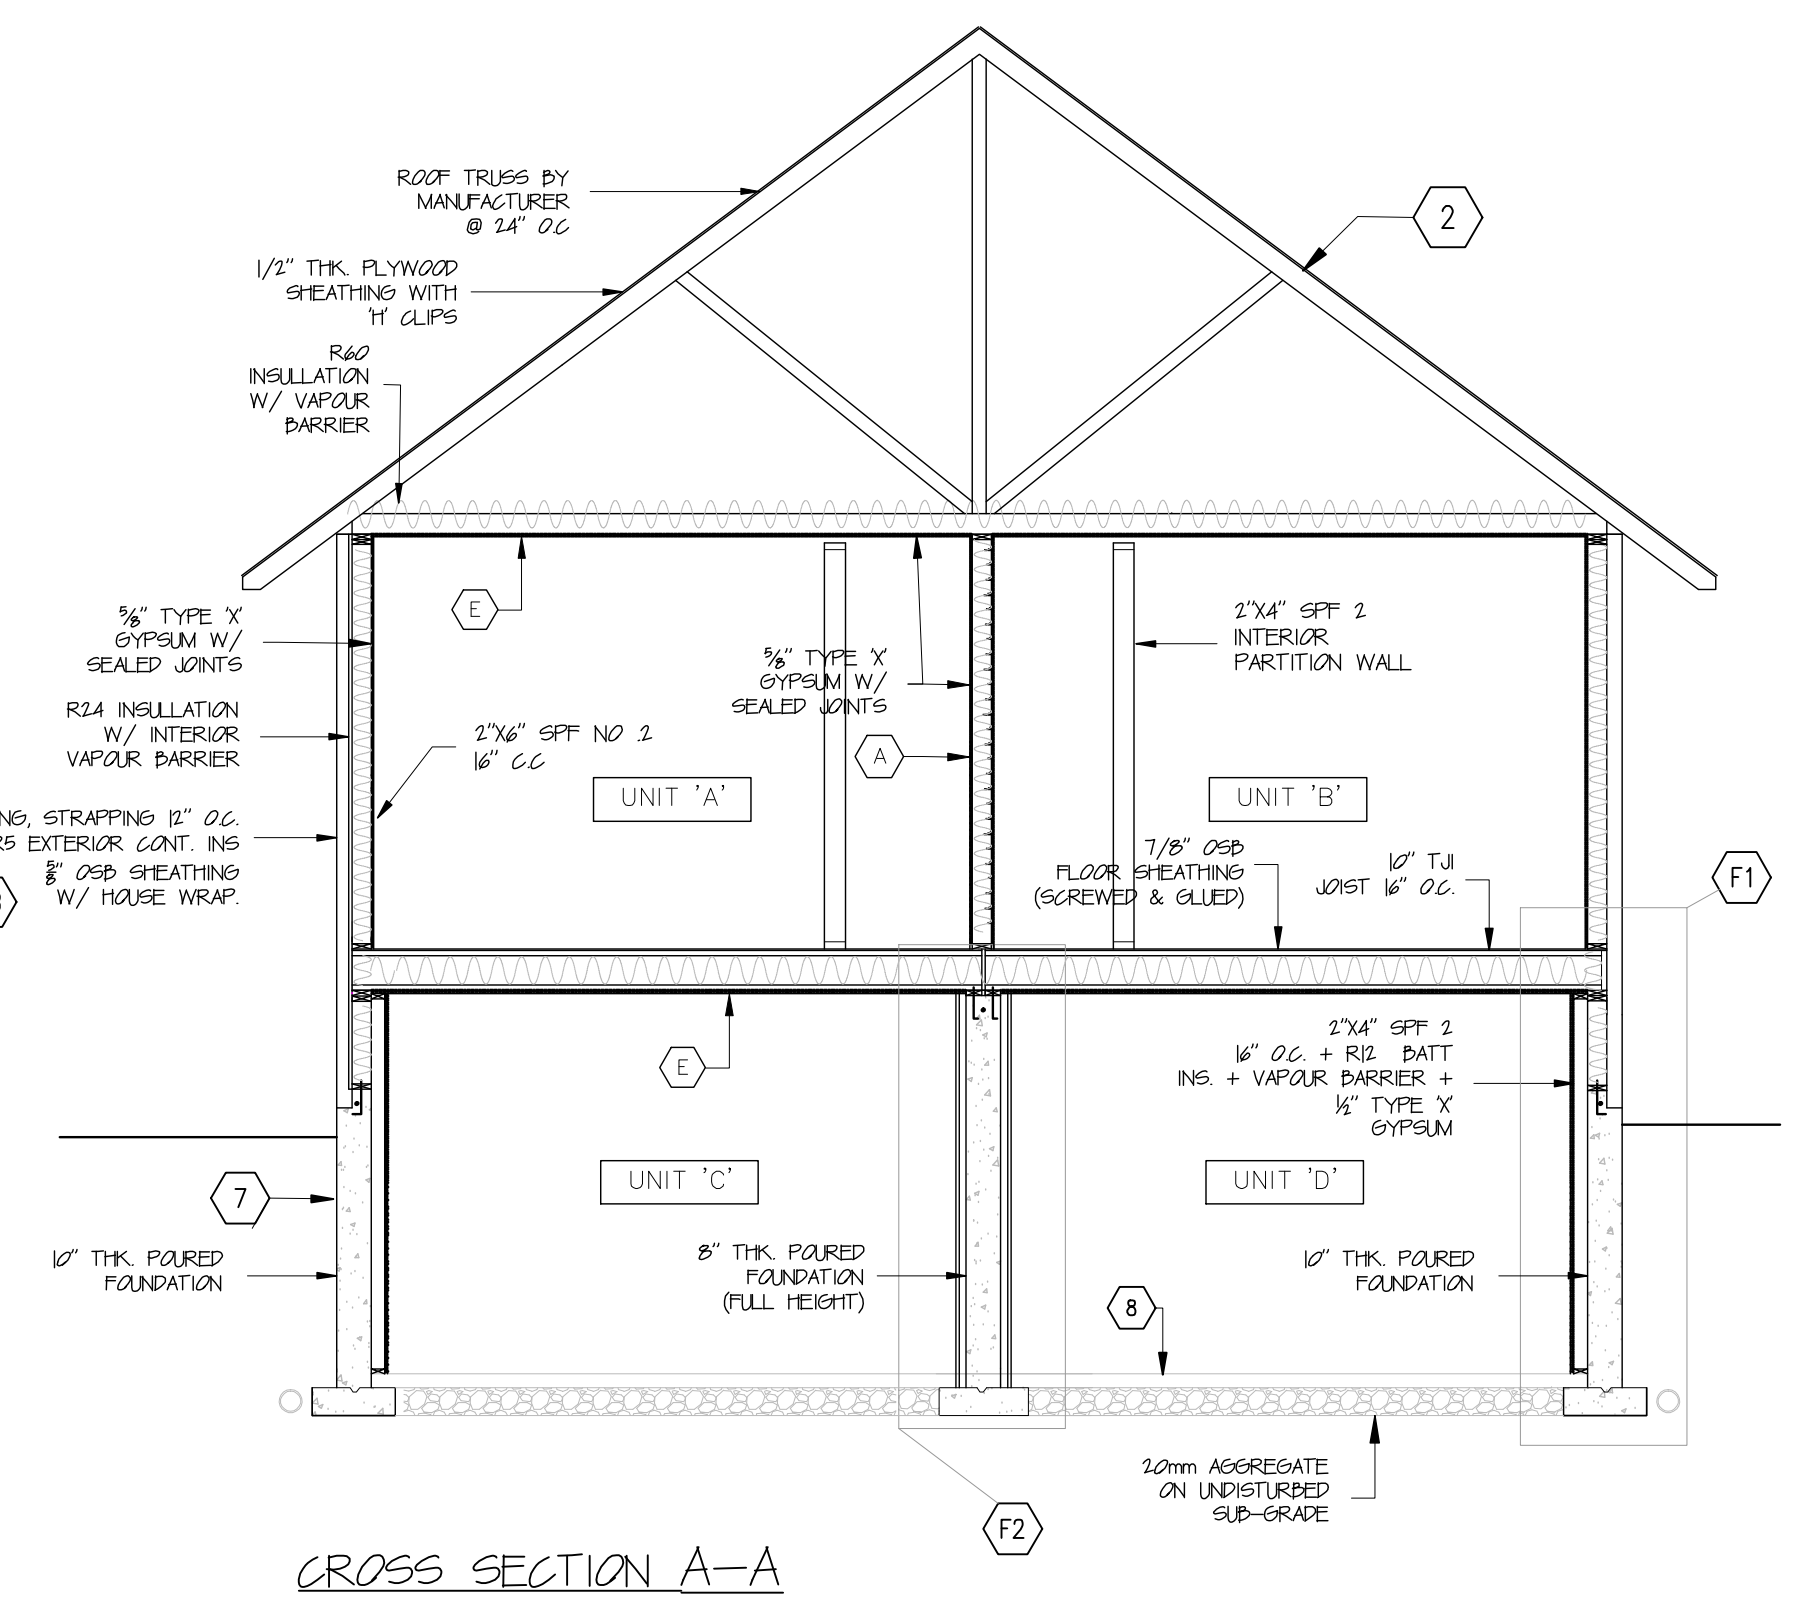 ROOF TRUSS BY
MANUFACTURER
@ 24" O.C
2
1/2" THK. PLYWOOD
SHEATHING WITH
'H' CLIPS
R60
INSULLATION
W/ VAPOUR
BARRIER
E
5/8" TYPE 'X'
GYPSUM W/
SEALED JOINTS
5/8" TYPE 'X'
GYPSUM W/
SEALED JOINTS
2"X4" SPF 2
INTERIOR
PARTITION WALL
R24 INSULLATION
W/ INTERIOR
VAPOUR BARRIER
2"X6" SPF NO .2
16" C.C
A
UNIT 'A'
UNIT 'B'
NG, STRAPPING 12" O.C.
R5 EXTERIOR CONT. INS
5/8" OSB SHEATHING
W/ HOUSE WRAP.
7/8" OSB
FLOOR SHEATHING
(SCREWED & GLUED)
10" TJI
JOIST 16" O.C.
F1
E
2"X4" SPF 2
16" O.C. + R12 BATT
INS. + VAPOUR BARRIER +
1/2" TYPE 'X'
GYPSUM
UNIT 'C'
UNIT 'D'
7
10" THK. POURED
FOUNDATION
8" THK. POURED
FOUNDATION
(FULL HEIGHT)
10" THK. POURED
FOUNDATION
8
20mm AGGREGATE
ON UNDISTURBED
SUB-GRADE
F2
CROSS SECTION A-A